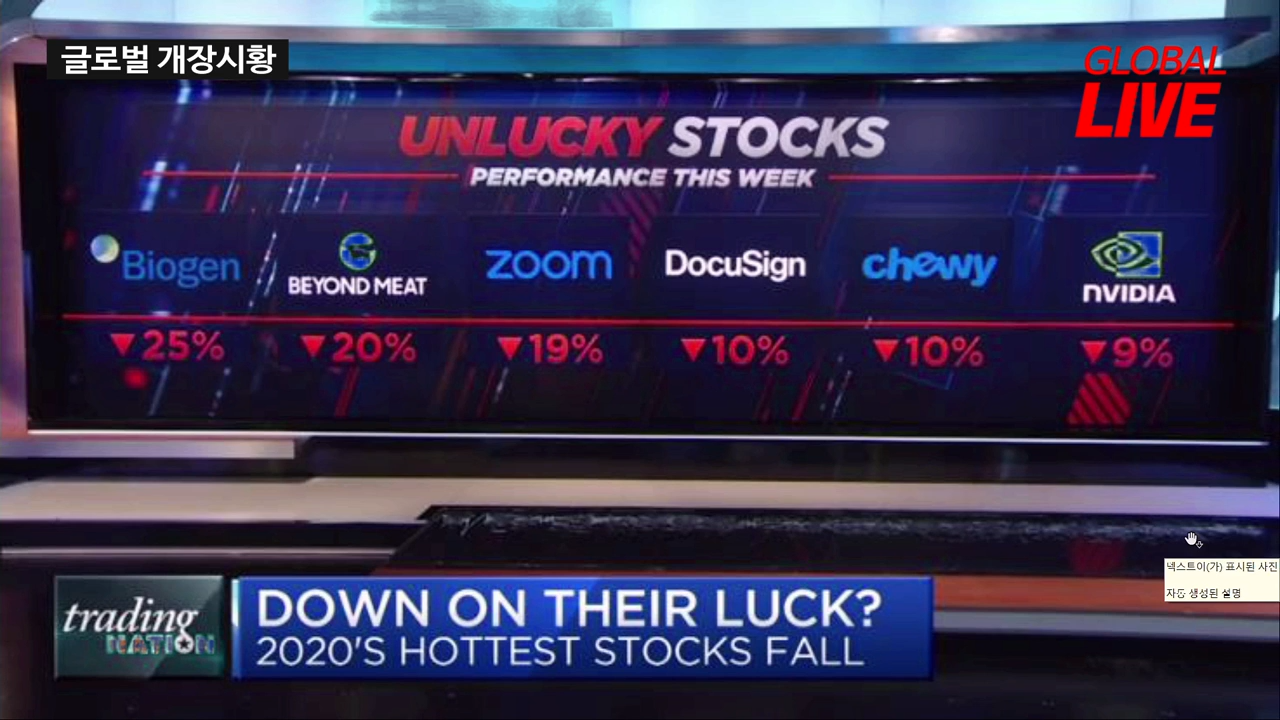 글로벌 개장시황
GLOBAL
LIVE
UNLUCKY STOCKS
PERFORMANCE THIS WEEK
Biogen
BEYOND MEAT
zoom
DocuSign
chewy
NVIDIA
▼25%
▼20%
▼19%
▼10%
▼10%
▼9%
넥스트이(가) 표시된 사진
자동 생성된 설명
trading
NATION
DOWN ON THEIR LUCK?
2020'S HOTTEST STOCKS FALL